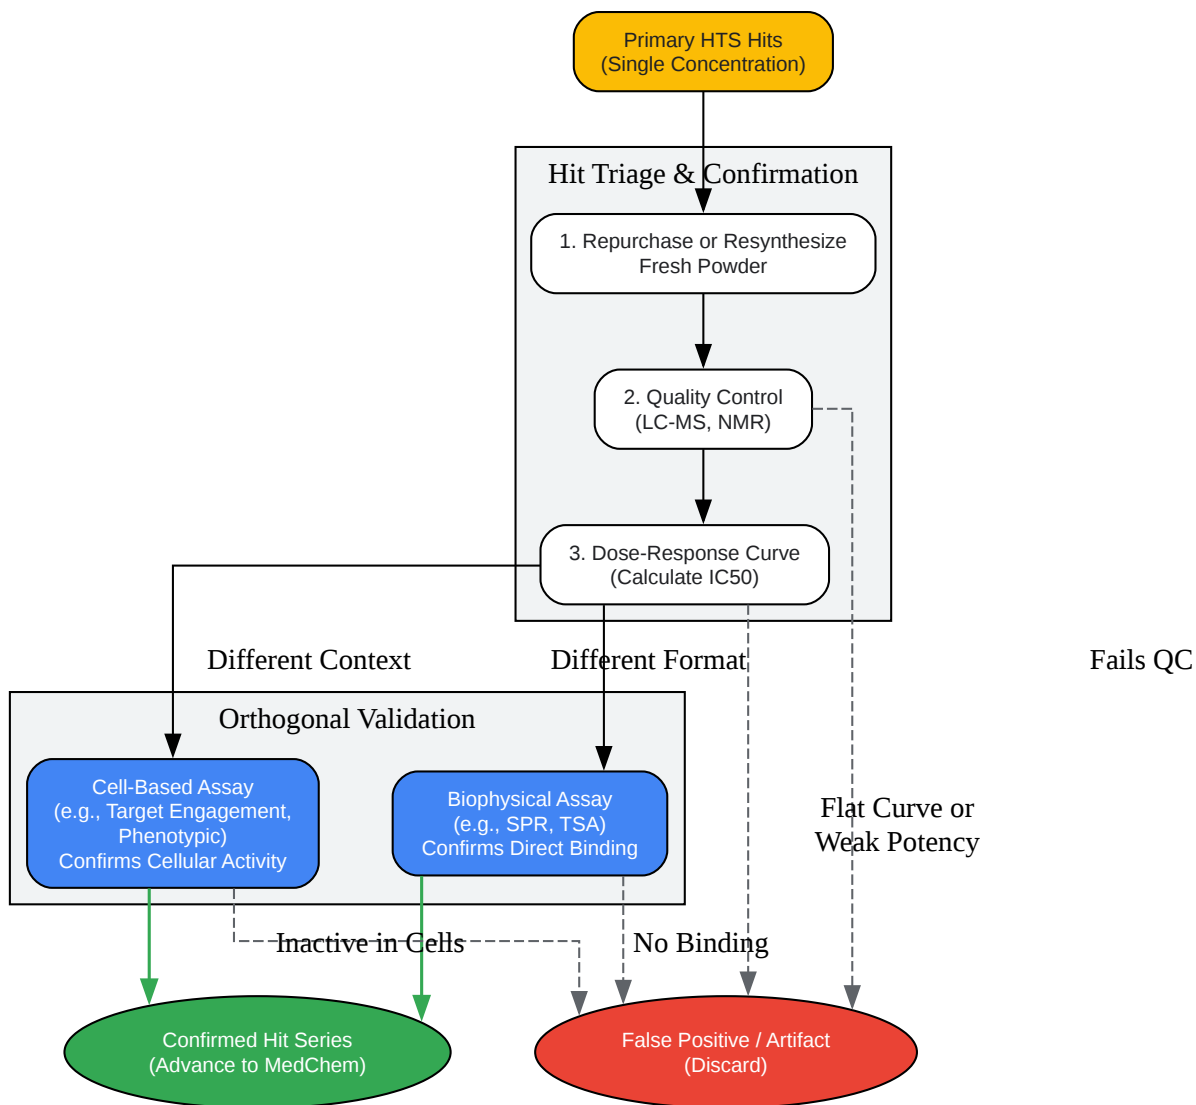 Primary HTS Hits
(Single Concentration)
Hit Triage & Confirmation
1. Repurchase or Resynthesize
Fresh Powder
2. Quality Control
(LC-MS, NMR)
3. Dose-Response Curve
(Calculate IC50)
Different Context
Different Format
Fails QC
Orthogonal Validation
Cell-Based Assay
(e.g., Target Engagement,
Phenotypic)
Confirms Cellular Activity
Biophysical Assay
(e.g., SPR, TSA)
Confirms Direct Binding
Flat Curve or
Weak Potency
Inactive in Cells
No Binding
Confirmed Hit Series
(Advance to MedChem)
False Positive / Artifact
(Discard)